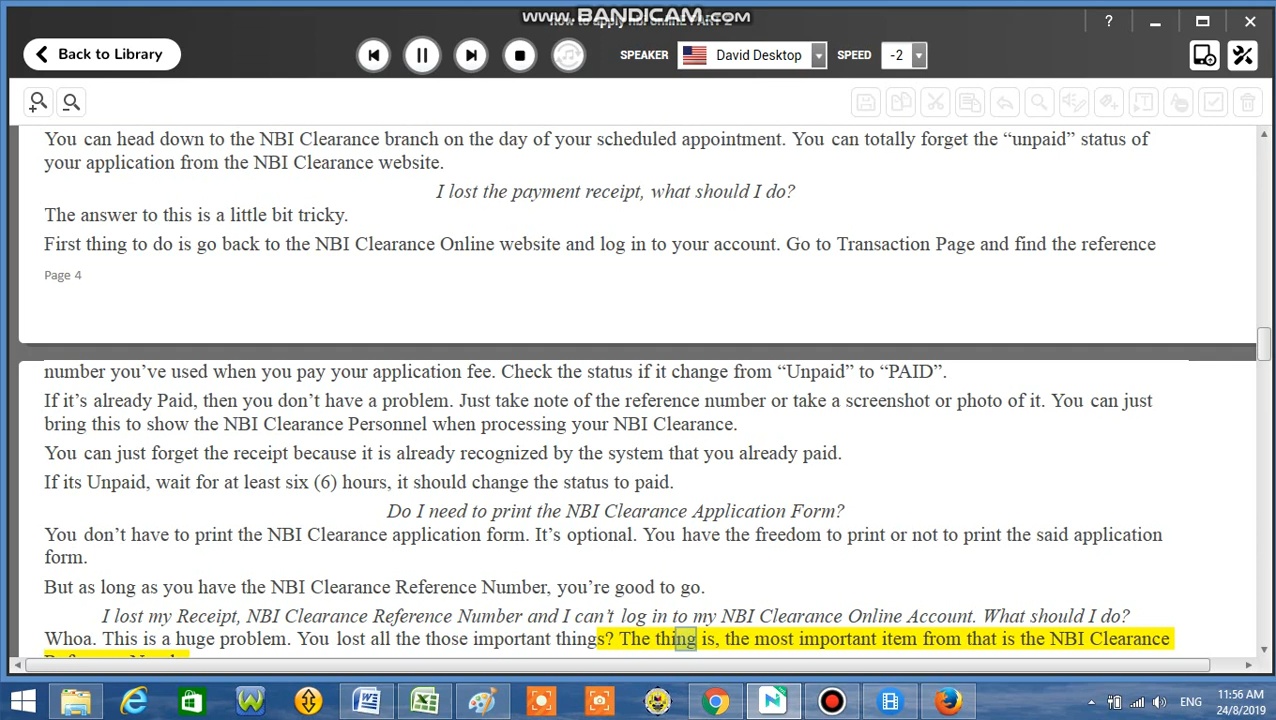 www.BANDICAM.com
how to apply nbi online PART 2
Back to Library
SPEAKER
David Desktop
SPEED
-2
You can head down to the NBI Clearance branch on the day of your scheduled appointment. You can totally forget the “unpaid” status of
your application from the NBI Clearance website.
I lost the payment receipt, what should I do?
The answer to this is a little bit tricky.
First thing to do is go back to the NBI Clearance Online website and log in to your account. Go to Transaction Page and find the reference
Page 4
number you’ve used when you pay your application fee. Check the status if it change from “Unpaid” to “PAID”.
If it’s already Paid, then you don’t have a problem. Just take note of the reference number or take a screenshot or photo of it. You can just
bring this to show the NBI Clearance Personnel when processing your NBI Clearance.
You can just forget the receipt because it is already recognized by the system that you already paid.
If its Unpaid, wait for at least six (6) hours, it should change the status to paid.
Do I need to print the NBI Clearance Application Form?
You don’t have to print the NBI Clearance application form. It’s optional. You have the freedom to print or not to print the said application
form.
But as long as you have the NBI Clearance Reference Number, you’re good to go.
I lost my Receipt, NBI Clearance Reference Number and I can’t log in to my NBI Clearance Online Account. What should I do?
Whoa. This is a huge problem. You lost all the those important things? The thing is, the most important item from that is the NBI Clearance
ENG
11:56 AM
24/8/2019